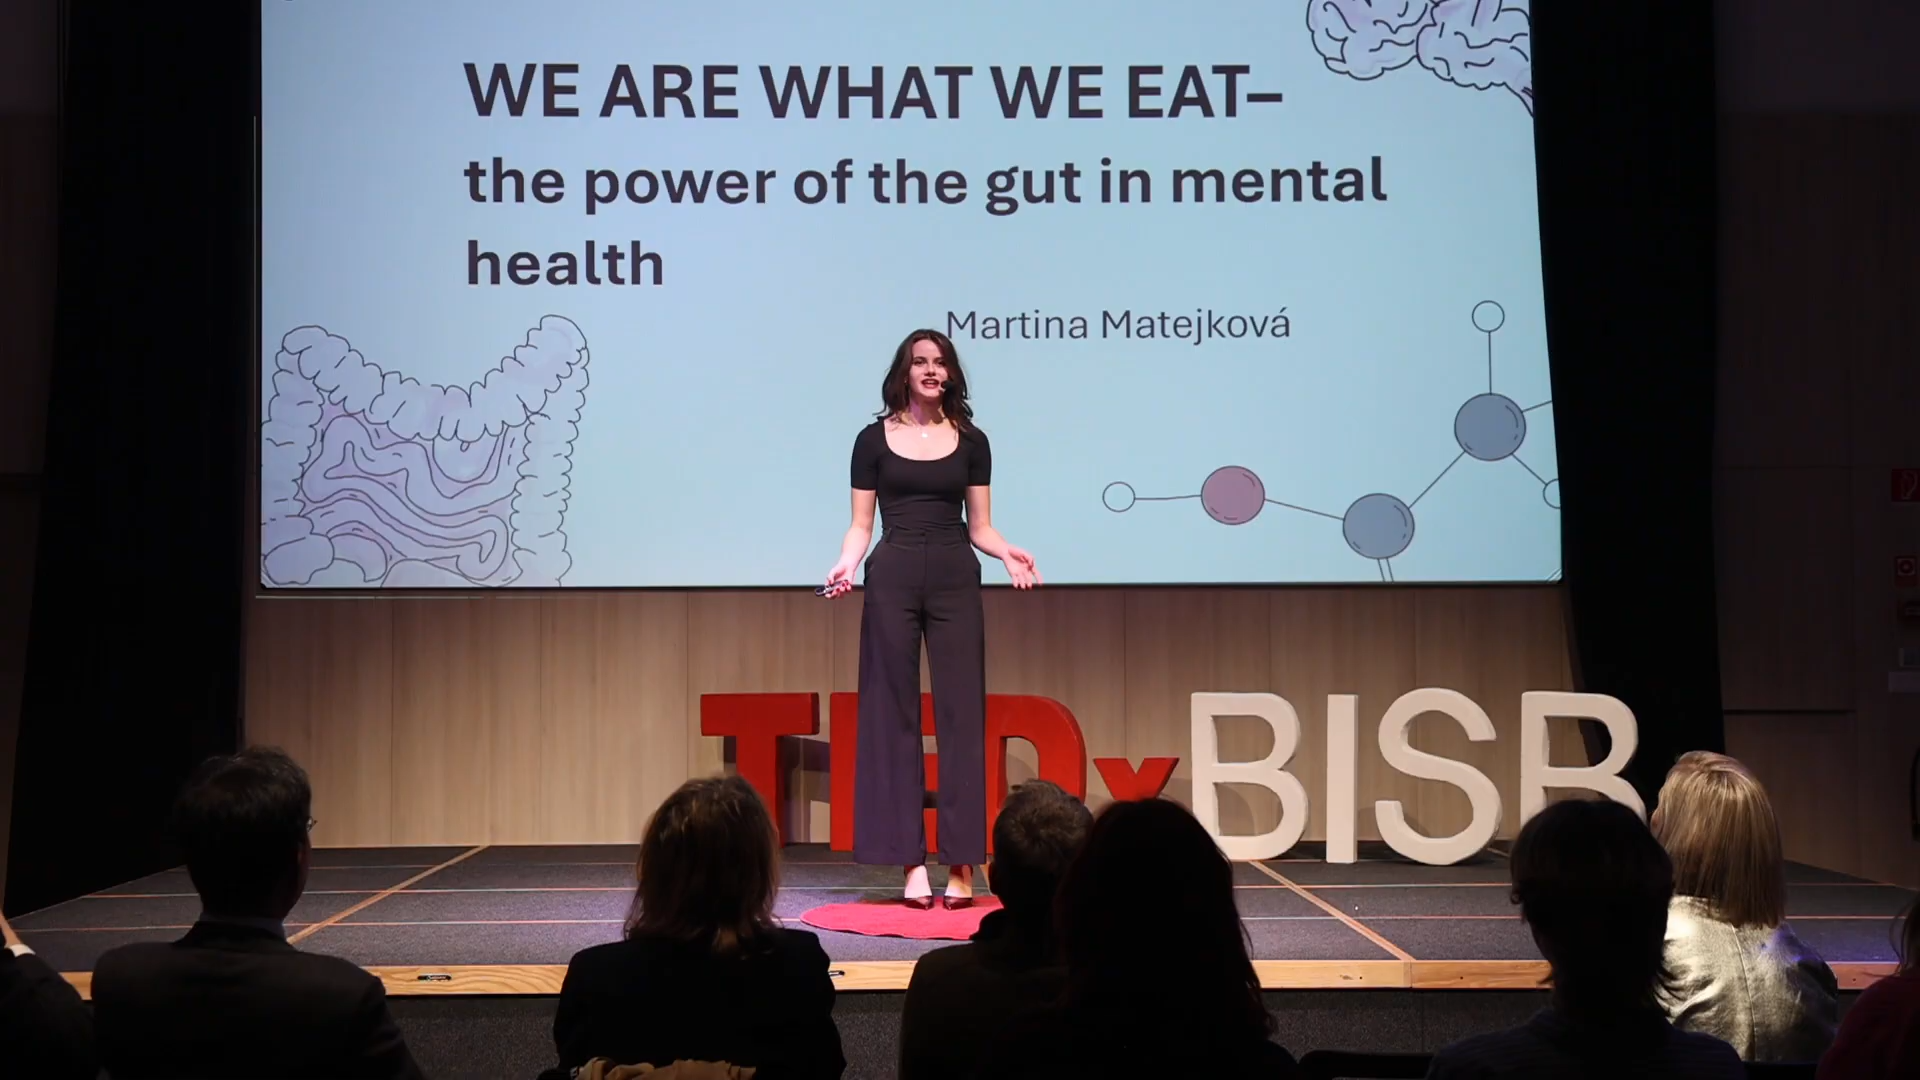 WE ARE WHAT WE EAT–
the power of the gut in mental
health
Martina Matejková
TEDxBISB